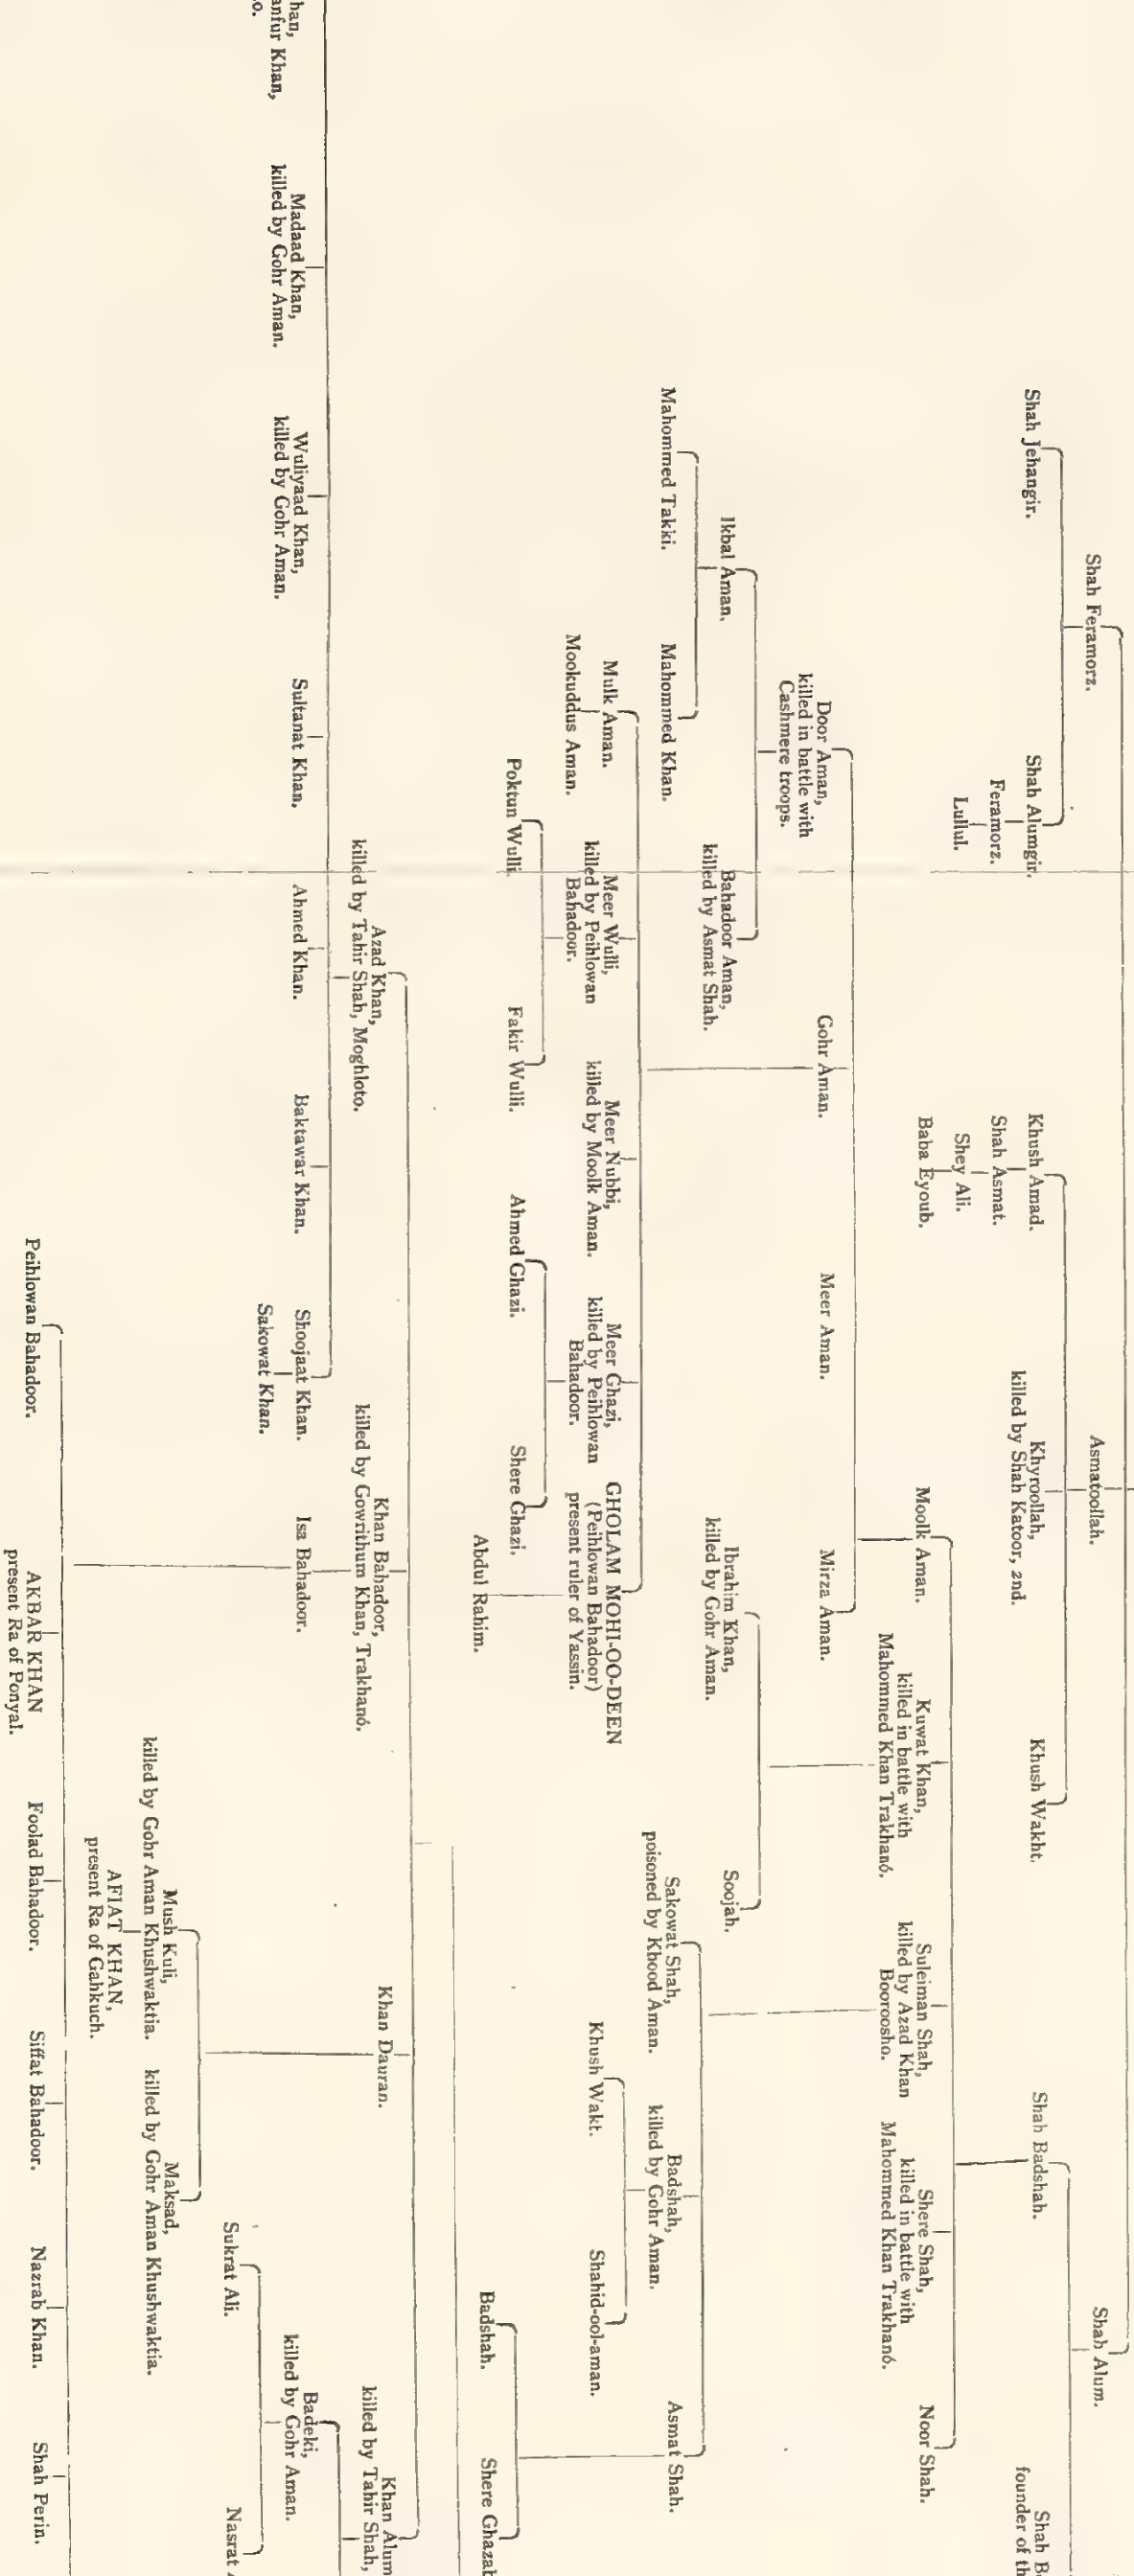 Shah Feramorz.
Asmatoollah.
Shah Alum.
Shah Jehangir.
Shah Alumgir.
Feramorz.
Lullul.
Khush Amad.
Shah Asmat.
Shey Ali.
Baba Eyoub.
Khyroollah,
killed by Shah Katoor, 2nd.
Khush Wakht.
Shah Badshah.
founder of
Moolk Aman.
Kuwat Khan,
killed in battle with
Mahommed Khan Trakhané.
Suleiman Shah,
killed by Azad Khan
Booroosho.
Shere Shah,
killed in battle with
Mahommed Khan Trakhané.
Noor Shah.
Door Aman,
killed in battle with
Cashmere troops.
Gohr Aman.
Meer Aman.
Mirza Aman.
Ikbal Aman.
Bahadoor Aman,
killed by Asmat Shah.
Ibrahim Khan,
killed by Gohr Aman.
Soojah.
Mahommed Takki.
Mahommed Khan.
Sakowat Shah,
poisoned by Khood Aman.
Badshah,
killed by Gohr Aman.
Asmat Shah.
Mulk Aman.
Mookuddus Aman.
Meer Wulli,
killed by Peihlowan
Bahadoor.
Meer Nubbi,
killed by Moolk Aman.
Meer Ghazi,
killed by Peihlowan
Bahadoor.
GHOLAM MOHI-OO-DEEN
(Peihlowan Bahadoor)
present ruler of Yassin.
Khush Wakt.
Shahid-ool-aman.
Poktun Wulli.
Fakir Wulli.
Ahmed Ghazi.
Shere Ghazi.
Abdul Rahim.
Badshah.
Shere
Azad Khan,
killed by Tahir Shah, Moghloto.
Khan Bahadoor,
killed by Gowrithum Khan, Trakhané.
Khan Dauran.
Khan Alum
killed by Tahir Shah,
anfur Khan,
Madaad Khan,
killed by Gohr Aman.
Wuliyaad Khan,
killed by Gohr Aman.
Sultanat Khan.
Ahmed Khan.
Baktawar Khan.
Shoojaat Khan.
Sakowat Khan.
Isa Bahadoor.
Badeki,
killed by Gohr Aman.
Sukrat Ali.
Nasrat
Mush Kuli,
killed by Gohr Aman Khushwaktia.
AFIAT KHAN,
present Ra of Gahkuch.
Maksad,
killed by Gohr Aman Khushwaktia.
Peihlowan Bahadoor.
AKBAR KHAN
present Ra of Ponyal.
Foolad Bahadoor.
Siffat Bahadoor.
Nazrab Khan.
Shah Perin.